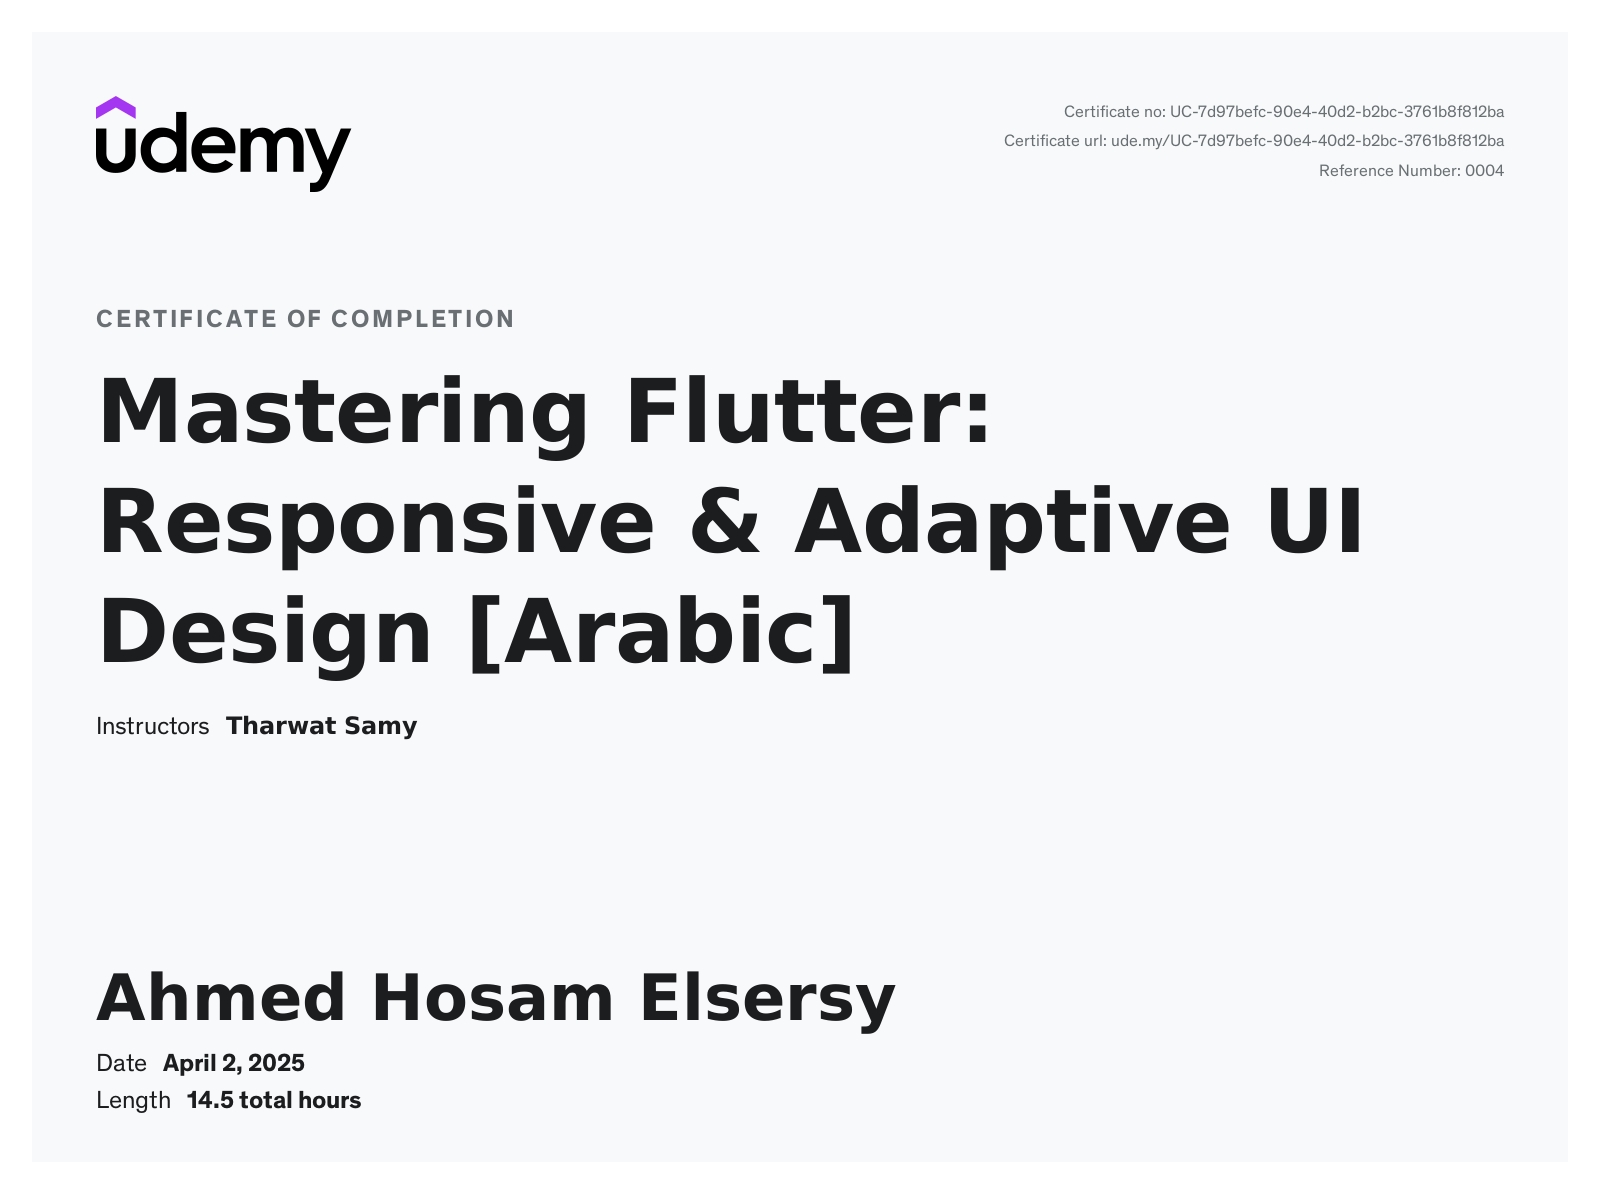 udemy
Certificate no: UC-7d97befc-90e4-40d2-b2bc-3761b8f812ba
Certificate url: ude.my/UC-7d97befc-90e4-40d2-b2bc-3761b8f812ba
Reference Number: 0004
CERTIFICATE OF COMPLETION
Mastering Flutter:
Responsive & Adaptive UI
Design [Arabic]
Instructors Tharwat Samy
Ahmed Hosam Elsersy
Date April 2, 2025
Length 14.5 total hours